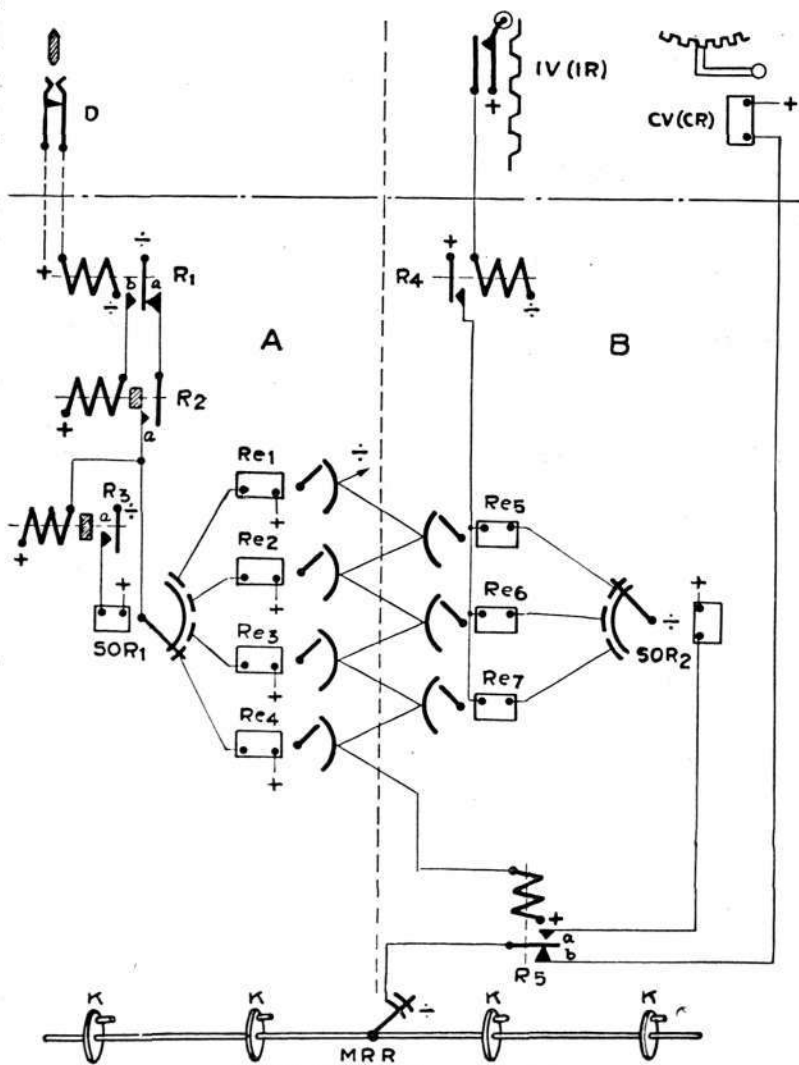 D
IV (IR)
CV (CR)
+
+
÷
+
+
R1
b
a
÷
R4
÷
A
B
R2
+
a
Re1
÷
R3
a
÷
+
Re5
+
Re2
+
+
+
Re6
÷
SOR1
SOR2
Re3
+
Re7
Re4
+
+
a
b
R5
K
K
÷
K
K
MRR